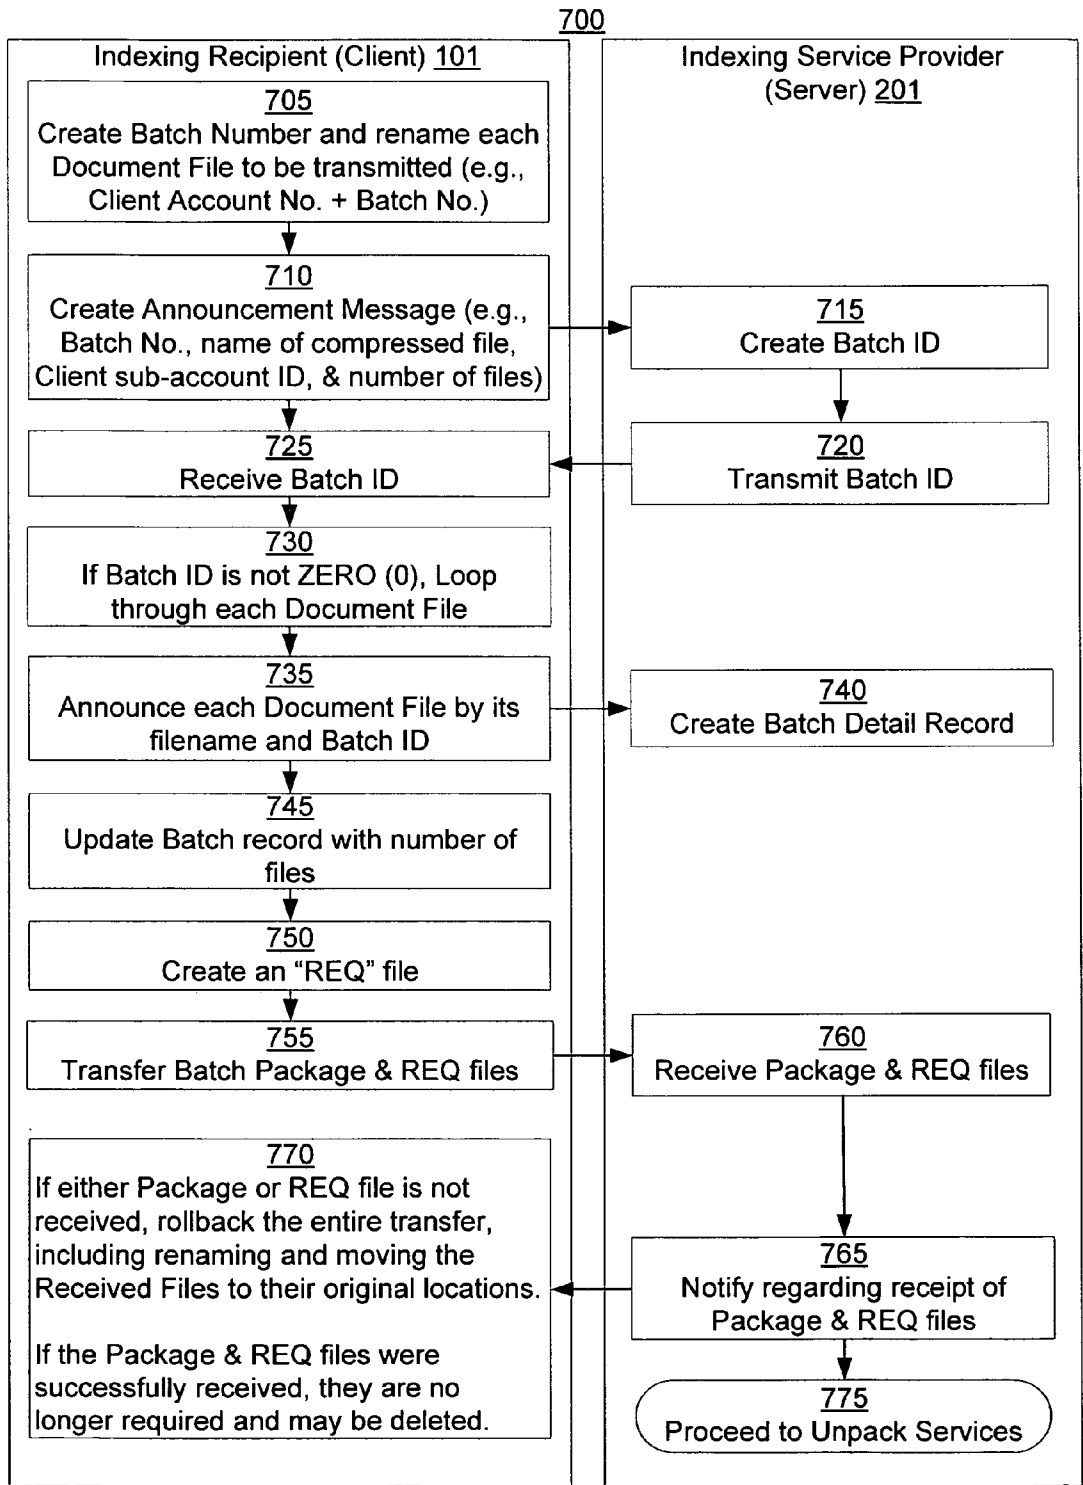 700
Indexing Recipient (Client) 101
705
Create Batch Number and rename each
Document File to be transmitted (e.g.,
Client Account No. + Batch No.)
710
Create Announcement Message (e.g.,
Batch No., name of compressed file,
Client sub-account ID, & number of files)
725
Receive Batch ID
730
If Batch ID is not ZERO (0), Loop
through each Document File
735
Announce each Document File by its
filename and Batch ID
745
Update Batch record with number of
files
750
Create an “REQ” file
755
Transfer Batch Package & REQ files
770
If either Package or REQ file is not
received, rollback the entire transfer,
including renaming and moving the
Received Files to their original locations.
If the Package & REQ files were
successfully received, they are no
longer required and may be deleted.
Indexing Service Provider
(Server) 201
715
Create Batch ID
720
Transmit Batch ID
740
Create Batch Detail Record
760
Receive Package & REQ files
765
Notify regarding receipt of
Package & REQ files
775
Proceed to Unpack Services